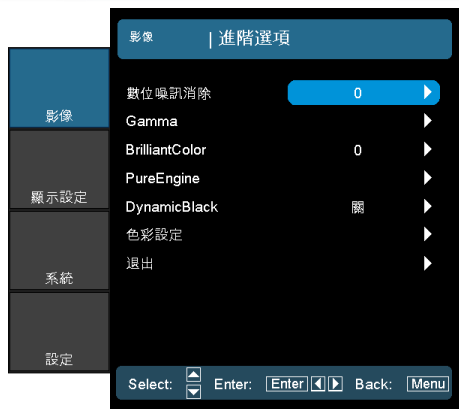 影像 | 進階選項
影像
顯示設定
系統
設定
數位噪訊消除 0
Gamma
BrilliantColor 0
PureEngine
DynamicBlack 關
色彩設定
退出
Select: Enter: Enter Back: Menu